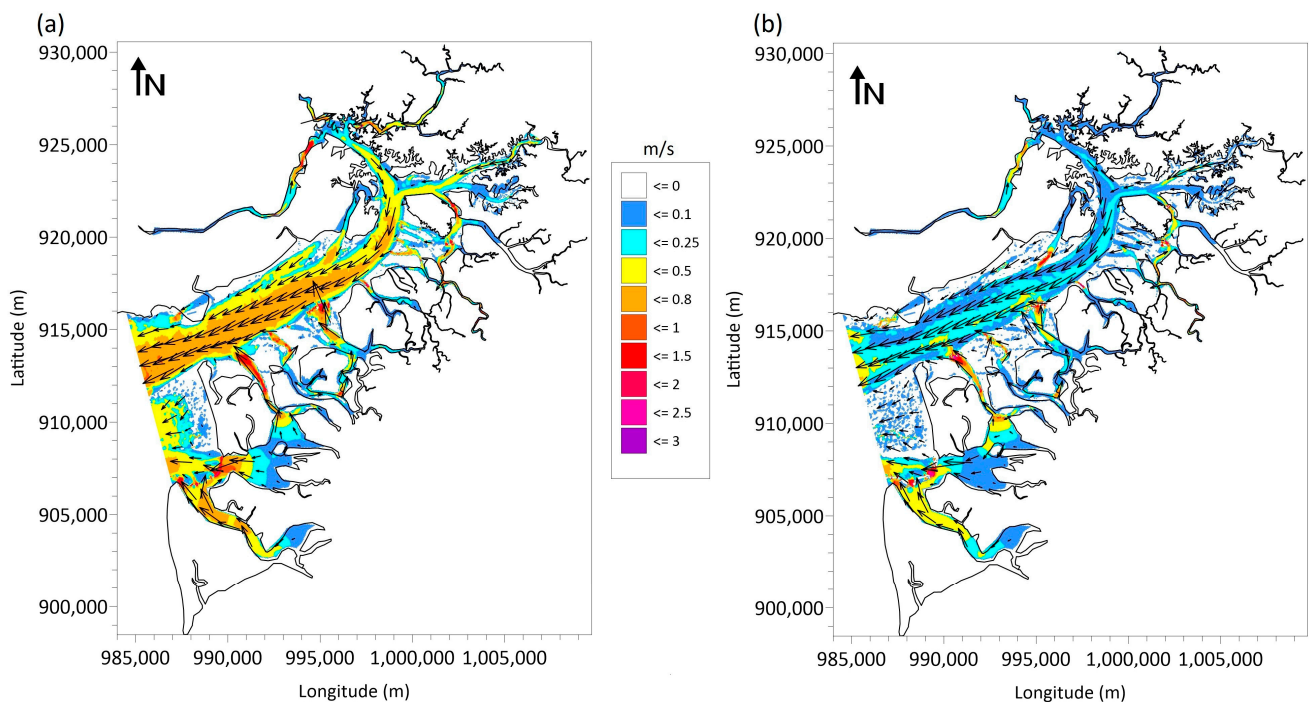 (a)
(b)
N
N
930,000
925,000
920,000
915,000
910,000
905,000
900,000
Latitude (m)
985,000 990,000 995,000 1,000,000 1,005,000
Longitude (m)
m/s
<= 0
<= 0.1
<= 0.25
<= 0.5
<= 0.8
<= 1
<= 1.5
<= 2
<= 2.5
<= 3
930,000
925,000
920,000
915,000
910,000
905,000
900,000
Latitude (m)
985,000 990,000 995,000 1,000,000 1,005,000
Longitude (m)